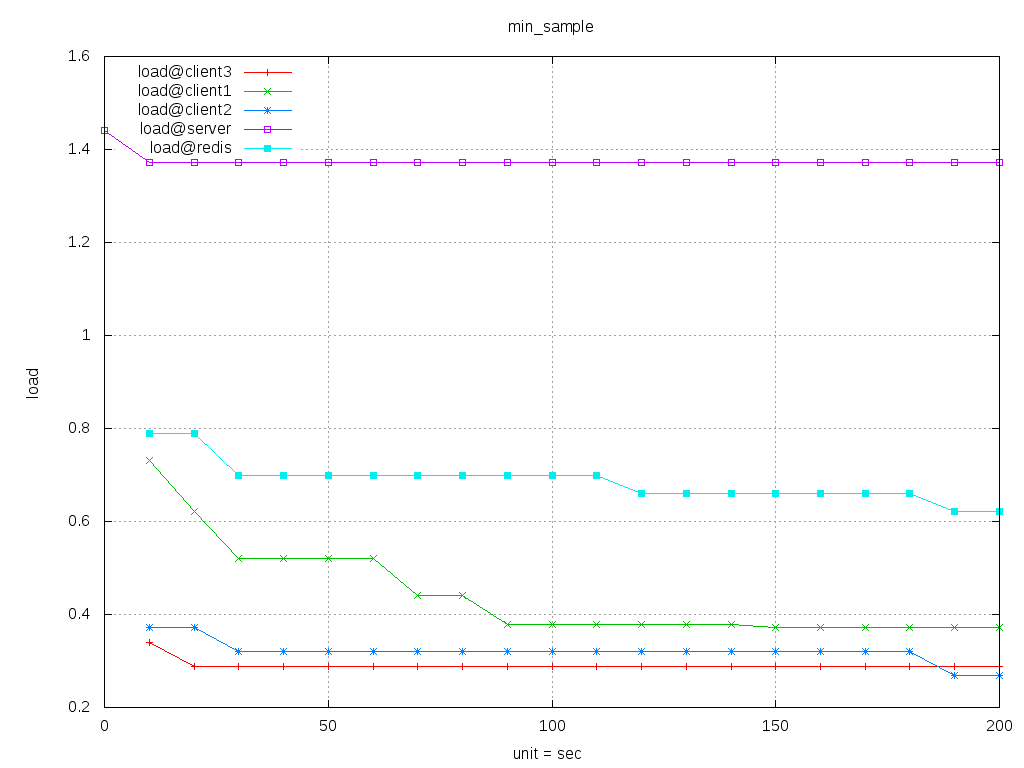 min_sample
1.6
load@client3
load@client1
load@client2
load@server
load@redis
1.4
1.2
1
0.8
0.6
0.4
0.2
load
0 50 100 150 200
unit = sec